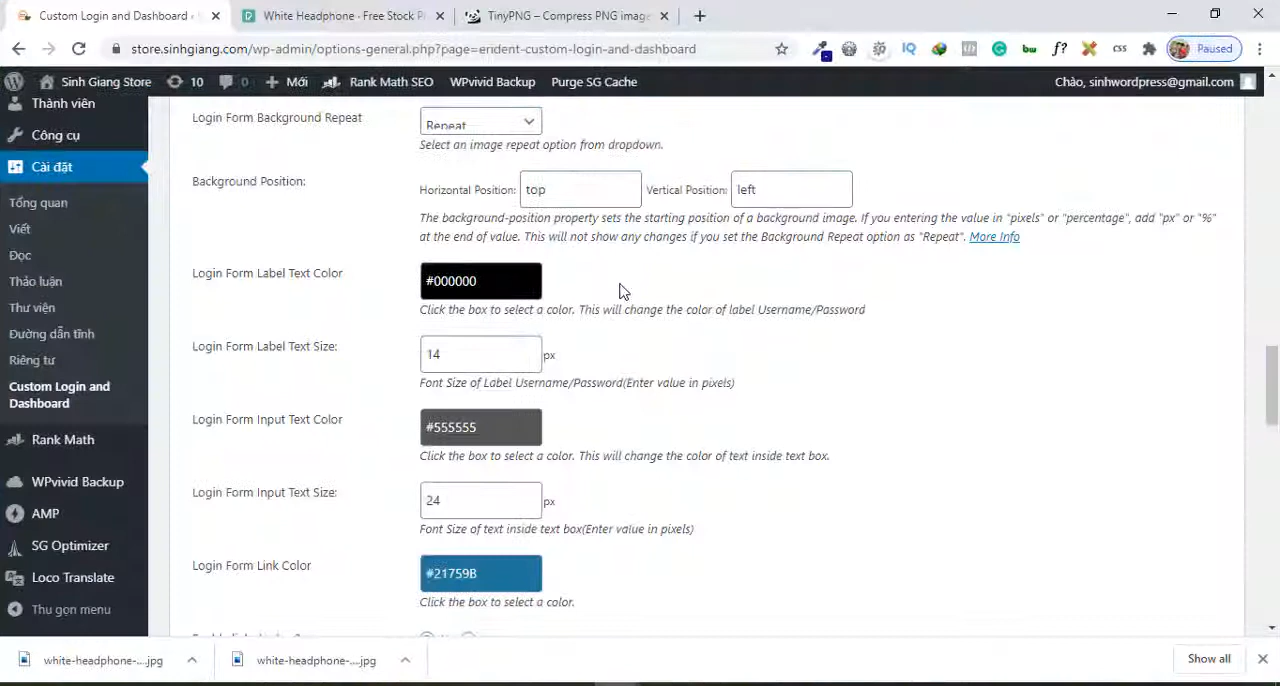 Custom Login and Dashboard
White Headphone · Free Stock P
TinyPNG – Compress PNG image
store.sinhgiang.com/wp-admin/options-general.php?page=erident-custom-login-and-dashboard
IQ
bw
f?
css
Paused
Sinh Giang Store
10
0
Mới
Rank Math SEO
WPvivid Backup
Purge SG Cache
Chào, sinhwordpress@gmail.com
Thành viên
Công cụ
Cài đặt
Tổng quan
Viết
Đọc
Thảo luận
Thư viện
Đường dẫn tĩnh
Riêng tư
Custom Login and
Dashboard
Rank Math
WPvivid Backup
AMP
SG Optimizer
Loco Translate
Thu gọn menu
Login Form Background Repeat
Repeat
Select an image repeat option from dropdown.
Background Position:
Horizontal Position: top Vertical Position: left
The background-position property sets the starting position of a background image. If you entering the value in "pixels" or "percentage", add "px" or "%"
at the end of value. This will not show any changes if you set the Background Repeat option as "Repeat". More Info
Login Form Label Text Color
#000000
Click the box to select a color. This will change the color of label Username/Password
Login Form Label Text Size:
14 px
Font Size of Label Username/Password(Enter value in pixels)
Login Form Input Text Color
#555555
Click the box to select a color. This will change the color of text inside text box.
Login Form Input Text Size:
24 px
Font Size of text inside text box(Enter value in pixels)
Login Form Link Color
#21759B
Click the box to select a color.
white-headphone-....jpg
white-headphone-....jpg
Show all